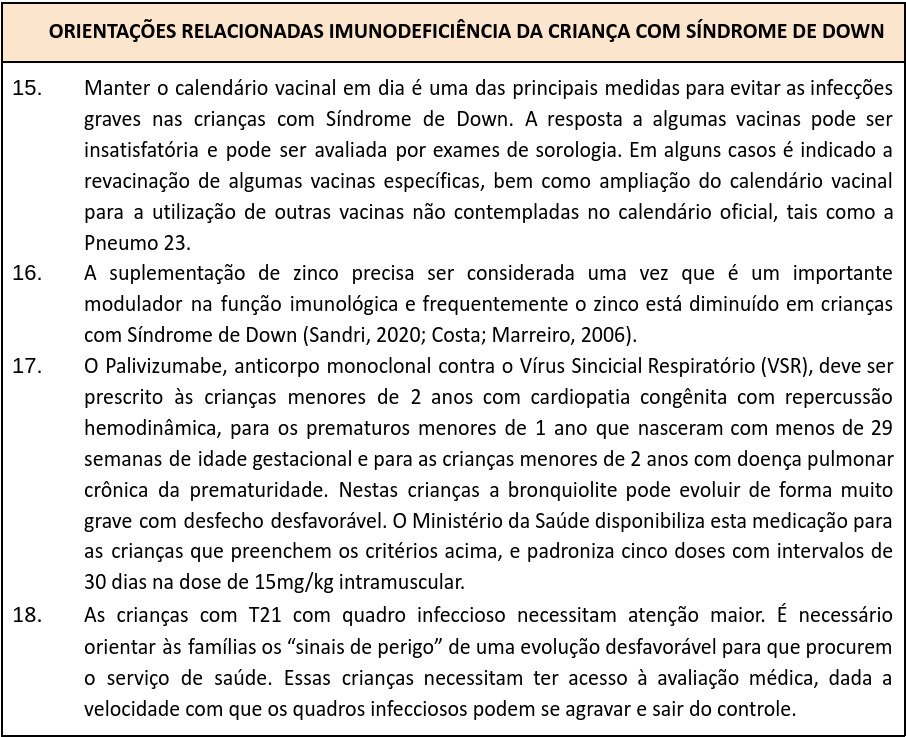 ORIENTAÇÕES RELACIONADAS IMUNODEFICIÊNCIA DA CRIANÇA COM SÍNDROME DE DOWN
15. Manter o calendário vacinal em dia é uma das principais medidas para evitar as infecções
graves nas crianças com Síndrome de Down. A resposta a algumas vacinas pode ser
insatisfatória e pode ser avaliada por exames de sorologia. Em alguns casos é indicado a
revacinação de algumas vacinas específicas, bem como ampliação do calendário vacinal
para a utilização de outras vacinas não contempladas no calendário oficial, tais como a
Pneumo 23.
16. A suplementação de zinco precisa ser considerada uma vez que é um importante
modulador na função imunológica e frequentemente o zinco está diminuído em crianças
com Síndrome de Down (Sandri, 2020; Costa; Marreiro, 2006).
17. O Palivizumabe, anticorpo monoclonal contra o Vírus Sincicial Respiratório (VSR), deve ser
prescrito às crianças menores de 2 anos com cardiopatia congênita com repercussão
hemodinâmica, para os prematuros menores de 1 ano que nasceram com menos de 29
semanas de idade gestacional e para as crianças menores de 2 anos com doença pulmonar
crônica da prematuridade. Nestas crianças a bronquiolite pode evoluir de forma muito
grave com desfecho desfavorável. O Ministério da Saúde disponibiliza esta medicação para
as crianças que preenchem os critérios acima, e padroniza cinco doses com intervalos de
30 dias na dose de 15mg/kg intramuscular.
18. As crianças com T21 com quadro infeccioso necessitam atenção maior. É necessário
orientar às famílias os “sinais de perigo” de uma evolução desfavorável para que procurem
o serviço de saúde. Essas crianças necessitam ter acesso à avaliação médica, dada a
velocidade com que os quadros infecciosos podem se agravar e sair do controle.